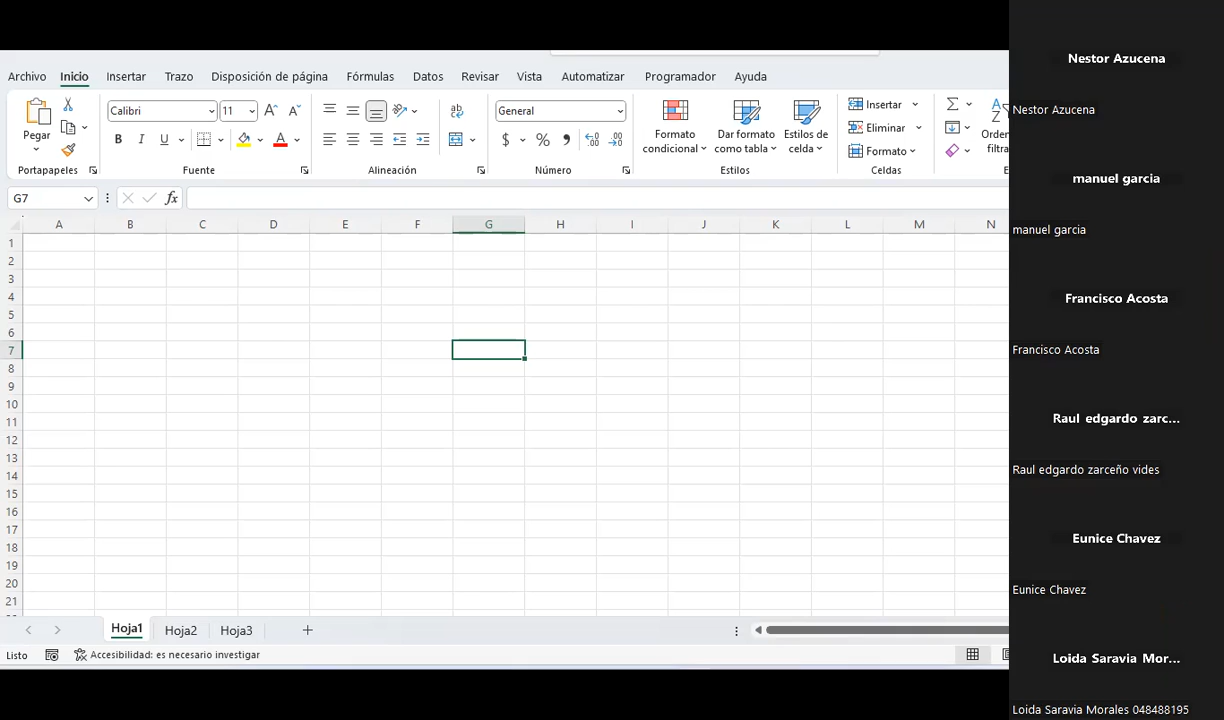 Archivo Inicio Insertar Trazo Disposición de página Fórmulas Datos Revisar Vista Automatizar Programador Ayuda
Pegar
Calibri 11
General
Formato condicional
Dar formato como tabla
Estilos de celda
Insertar
Eliminar
Formato
Orden
filtra
Portapapeles Fuente Alineación Número Estilos Celdas
G7
fx
A B C D E F G H I J K L M N
1
2
3
4
5
6
7
8
9
10
11
12
13
14
15
16
17
18
19
20
21
Hoja1 Hoja2 Hoja3
Listo Accesibilidad: es necesario investigar
Nestor Azucena
Nestor Azucena
manuel garcia
manuel garcia
Francisco Acosta
Francisco Acosta
Raul edgardo zarc...
Raul edgardo zarceño vides
Eunice Chavez
Eunice Chavez
Loida Saravia Mor...
Loida Saravia Morales 048488195